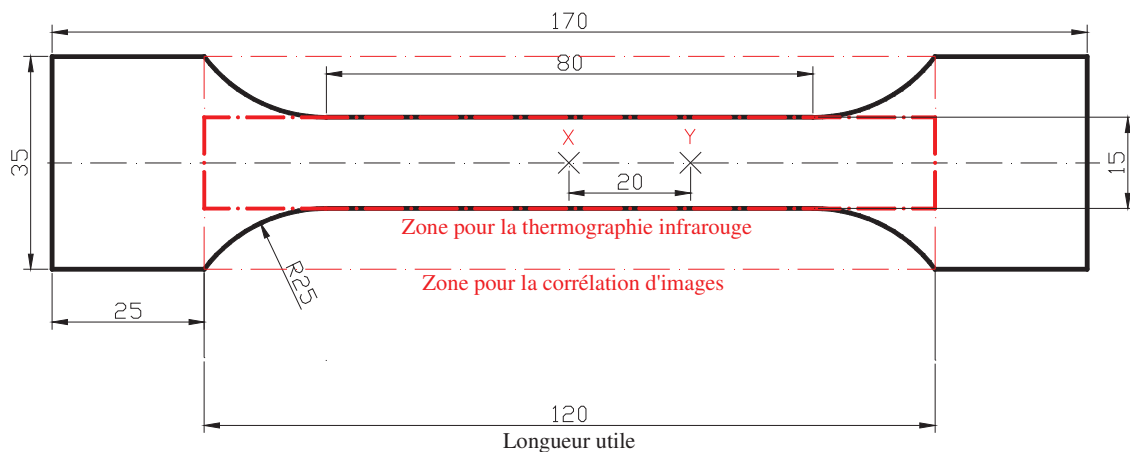 170
80
35
X
Y
20
15
Zone pour la thermographie infrarouge
R25
Zone pour la corrélation d'images
25
120
Longueur utile